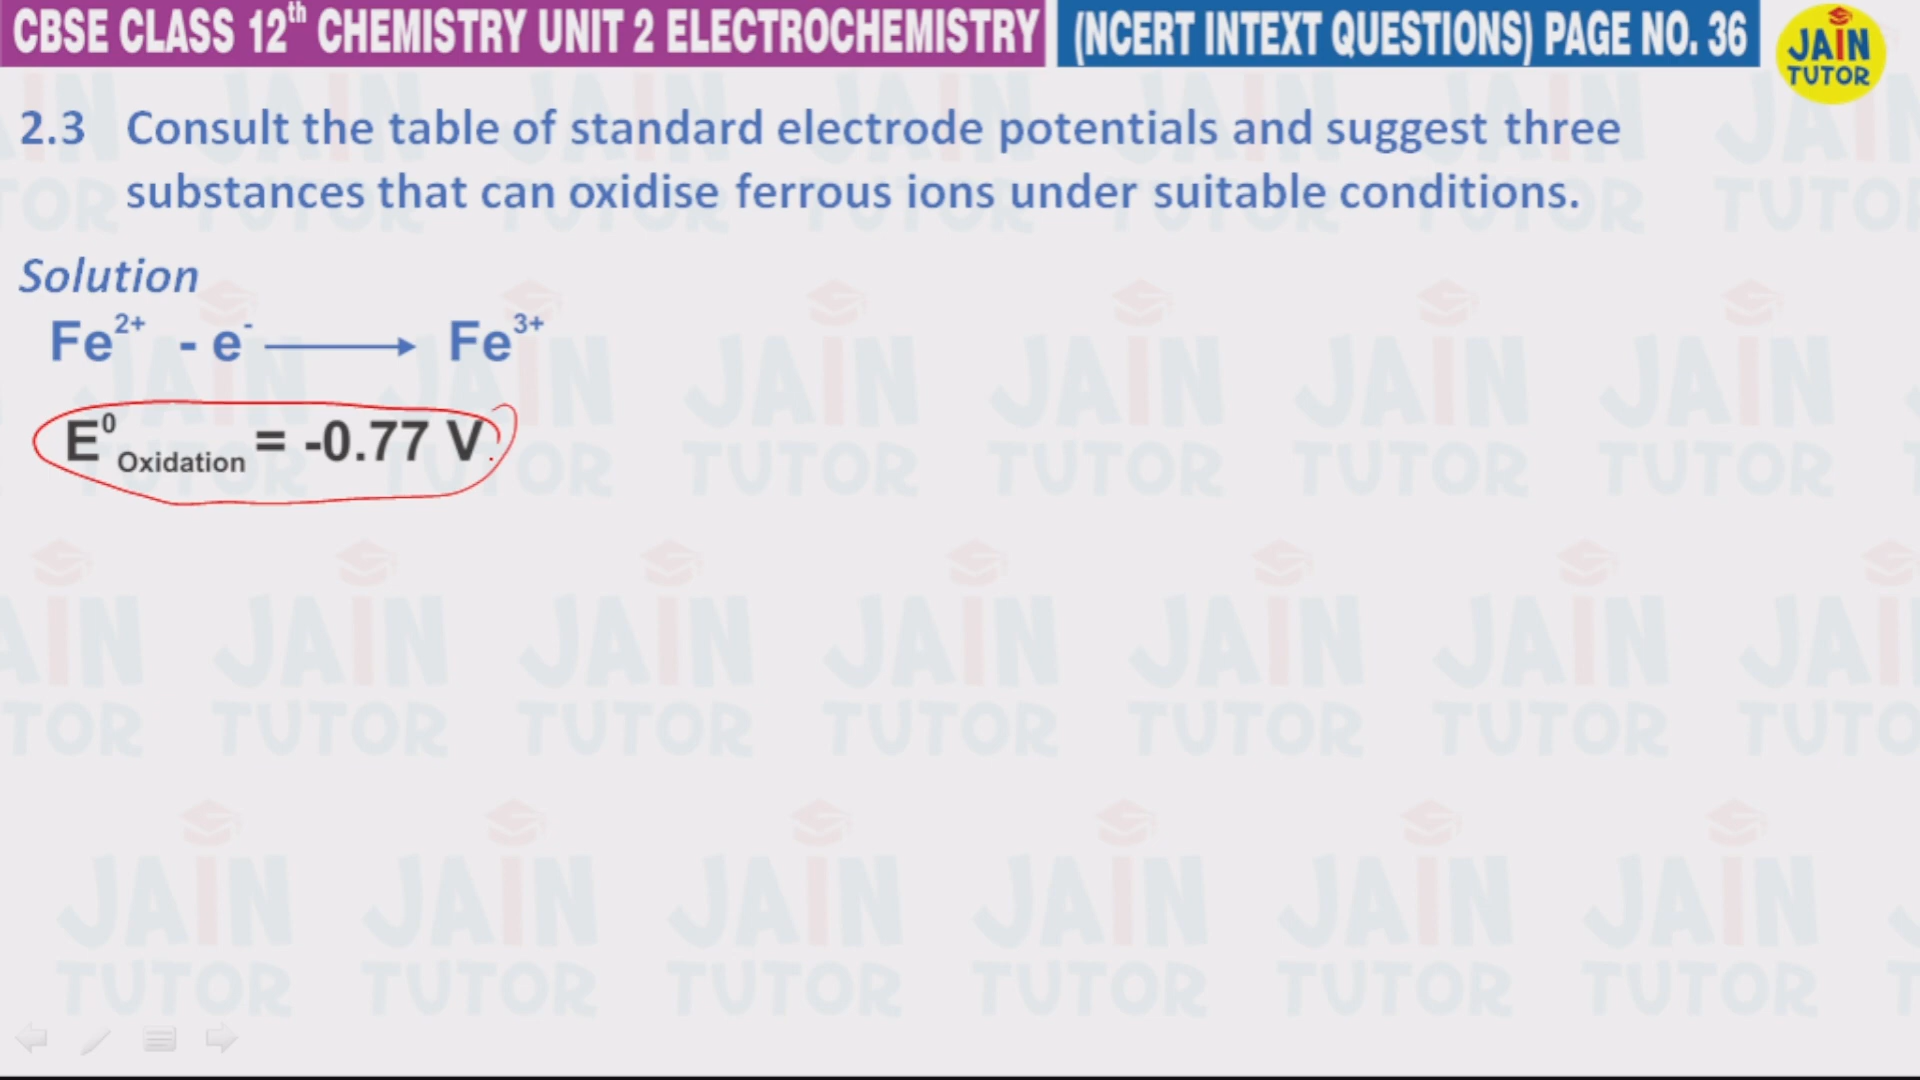 CBSE CLASS 12th CHEMISTRY UNIT 2 ELECTROCHEMISTRY (NCERT INTEXT QUESTIONS) PAGE NO. 36
JAIN
TUTOR
2.3 Consult the table of standard electrode potentials and suggest three
substances that can oxidise ferrous ions under suitable conditions.
Solution
Fe²⁺ - e⁻ ⟶ Fe³⁺
E⁰ Oxidation = -0.77 V